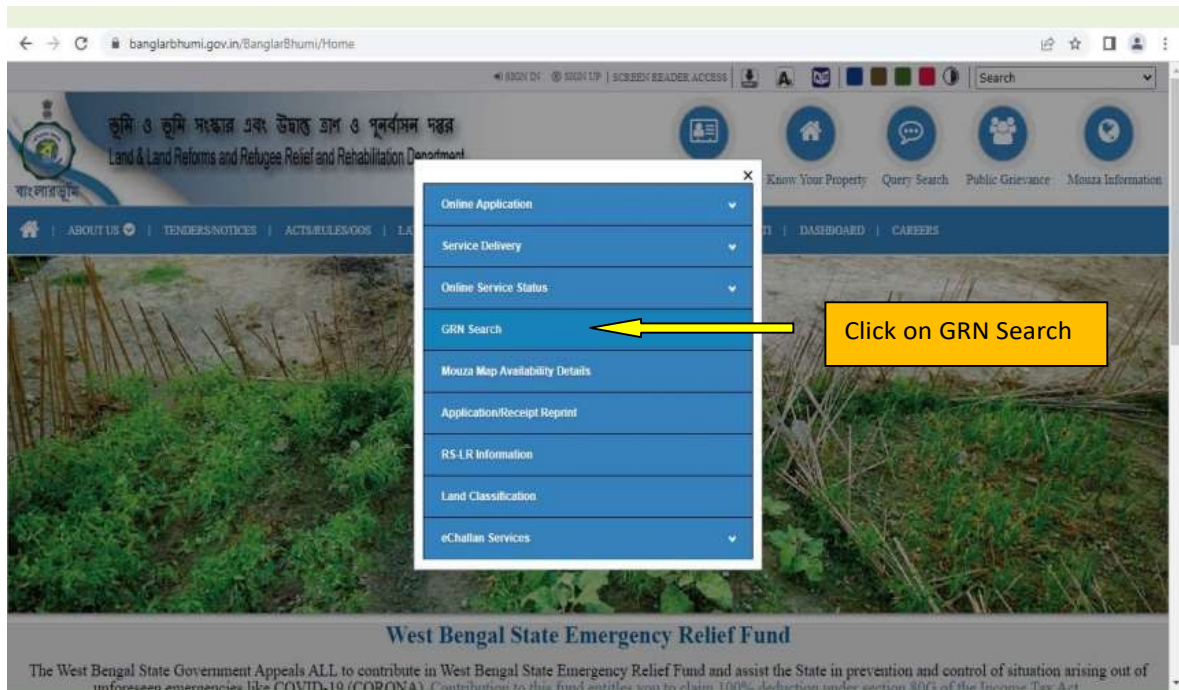 banglarbhumi.gov.in/BanglarBhumi/Home
SIGN IN SIGN UP | SCREEN READER ACCESS
A
Search
ভূমি ও ভূমি সংস্কার এবং উদ্বাস্তু ত্রাণ ও পুনর্বাসন দপ্তর
Land & Land Reforms and Refugee Relief and Rehabilitation Department
বাংলারভূমি
Know Your Property Query Search Public Grievance Mouza Information
| ABOUT US | TENDERS/NOTICES | ACTS/RULES/GOS | LA
| DASHBOARD | CAREERS
×
Online Application
Service Delivery
Online Service Status
GRN Search
Mouza Map Availability Details
Application/Receipt Reprint
RS-LR Information
Land Classification
eChallan Services
Click on GRN Search
West Bengal State Emergency Relief Fund
The West Bengal State Government Appeals ALL to contribute in West Bengal State Emergency Relief Fund and assist the State in prevention and control of situation arising out of
unforeseen emergencies like COVID-19 (CORONA). Contribution to this fund entitles you to claim 100% deduction under section 80G of the Income Tax Act.